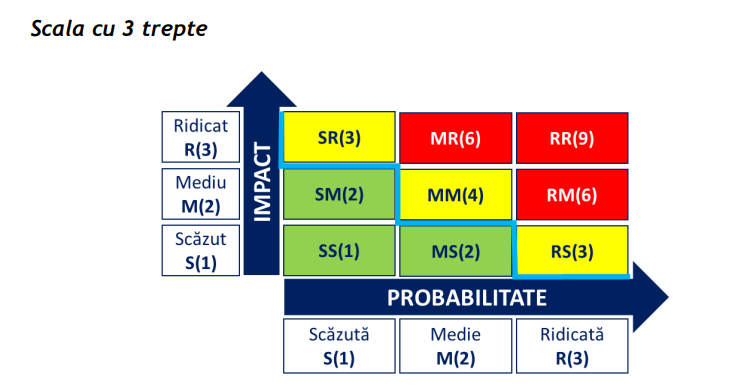 Scala cu 3 trepte
Ridicat
R(3)
SR(3)
MR(6)
RR(9)
Mediu
M(2)
SM(2)
MM(4)
RM(6)
Scăzut
S(1)
SS(1)
MS(2)
RS(3)
IMPACT
PROBABILITATE
Scăzută
S(1)
Medie
M(2)
Ridicată
R(3)